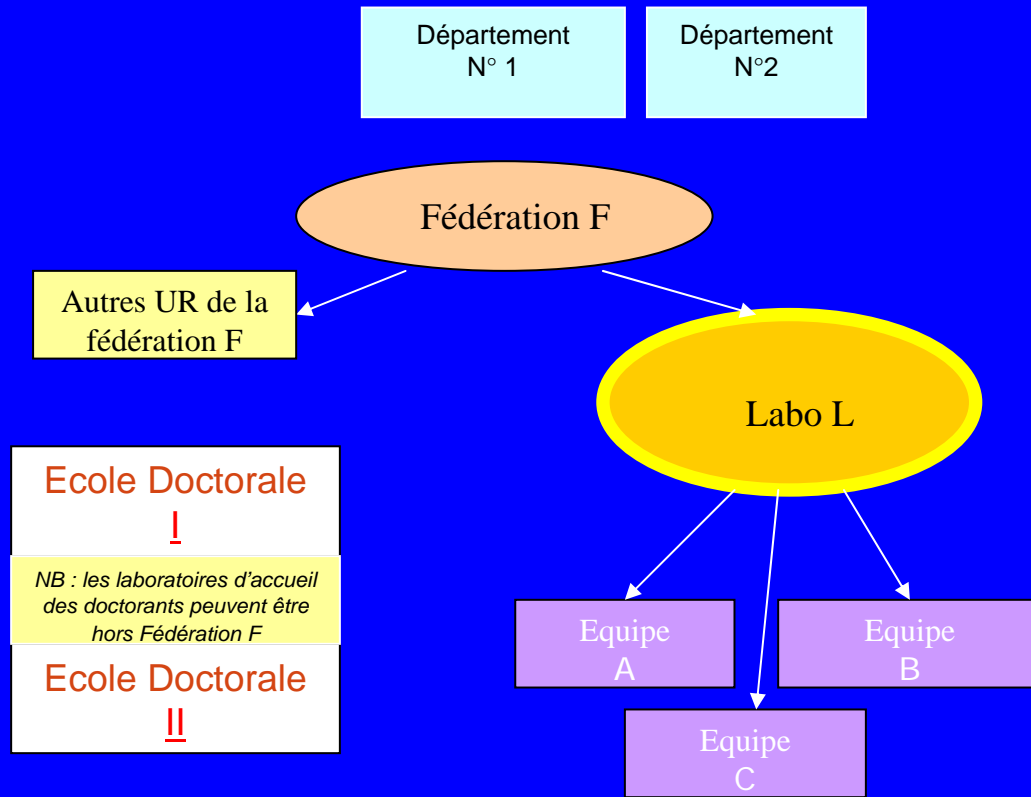 Département
N° 1
Département
N°2
Fédération F
Autres UR de la
fédération F
Labo L
Ecole Doctorale
I
NB : les laboratoires d'accueil
des doctorants peuvent être
hors Fédération F
Ecole Doctorale
II
Equipe
A
Equipe
B
Equipe
C